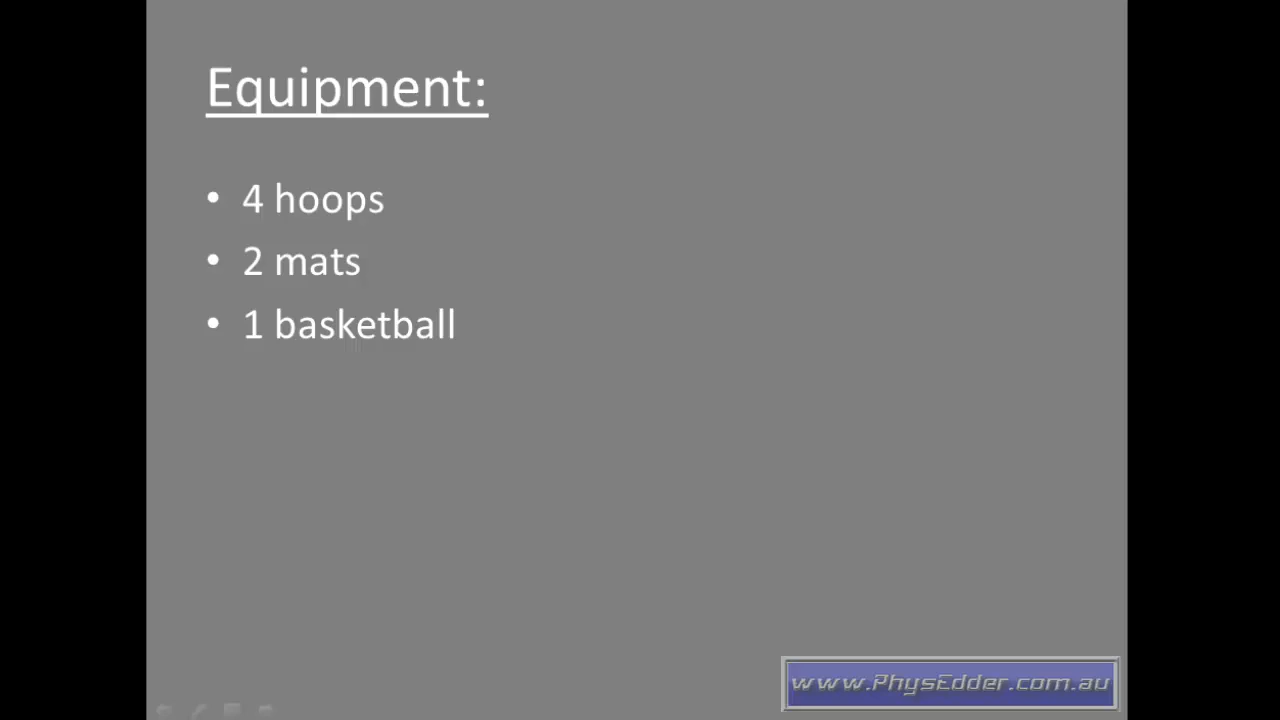 Equipment:
• 4 hoops
• 2 mats
• 1 basketball
www.PhysEdder.com.au